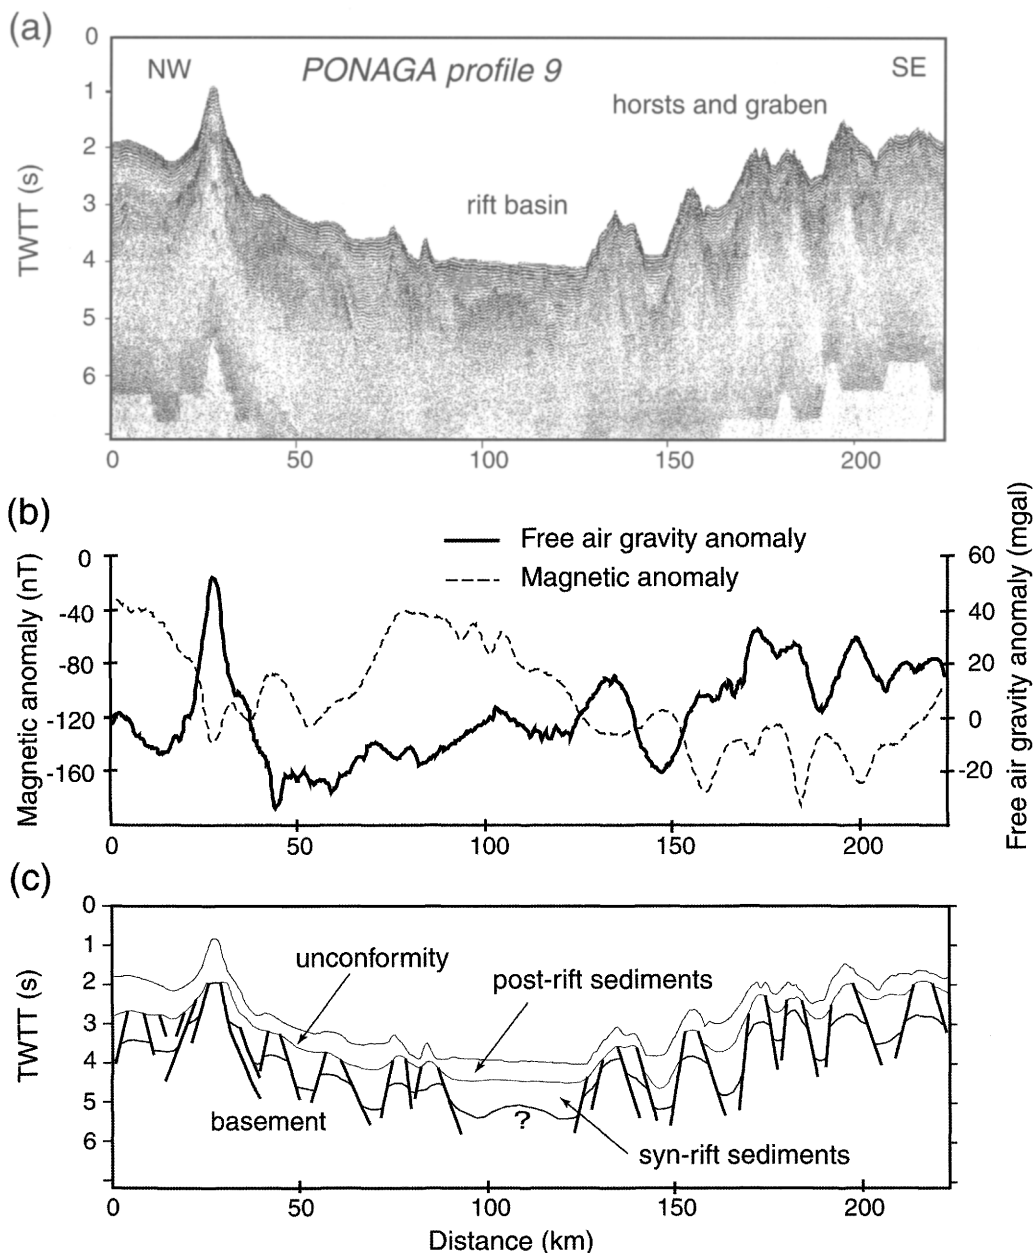 (a)
0
NW
PONAGA profile 9
SE
1
horsts and graben
2
3
rift basin
TWTT (s)
4
5
6
0 50 100 150 200
(b)
Free air gravity anomaly
Magnetic anomaly
Magnetic anomaly (nT)
0
-40
-80
-120
-160
60
40
20
0
-20
Free air gravity anomaly (mgal)
0 50 100 150 200
(c)
0
1
unconformity
post-rift sediments
2
TWTT (s)
3
4
5
basement
?
6
syn-rift sediments
0 50 100 150 200
Distance (km)